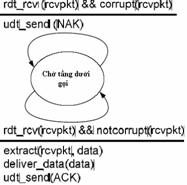 rdt_rcv(rcvpkt) && corrupt(rcvpkt)
udt_send(NAK)
Chờ tầng dưới
gọi
rdt_rcv(rcvpkt) && notcorrupt(rcvpkt)
extract(rcvpkt, data)
deliver_data(data)
udt_send(ACK)